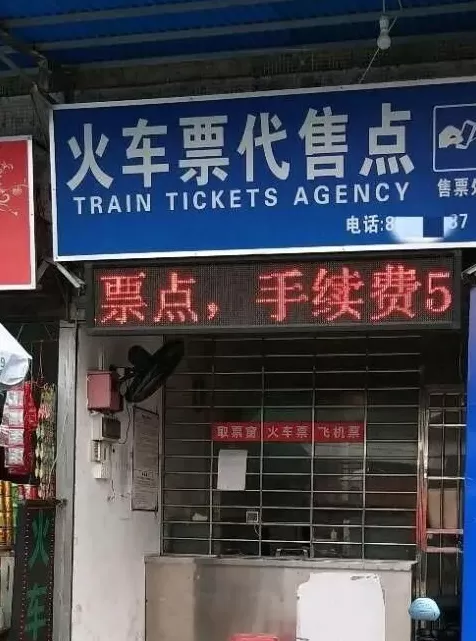 火车票代售点
TRAIN TICKETS AGENCY
售票处
电话:8 37
票点，手续费5
取票窗 火车票 飞机票
火车